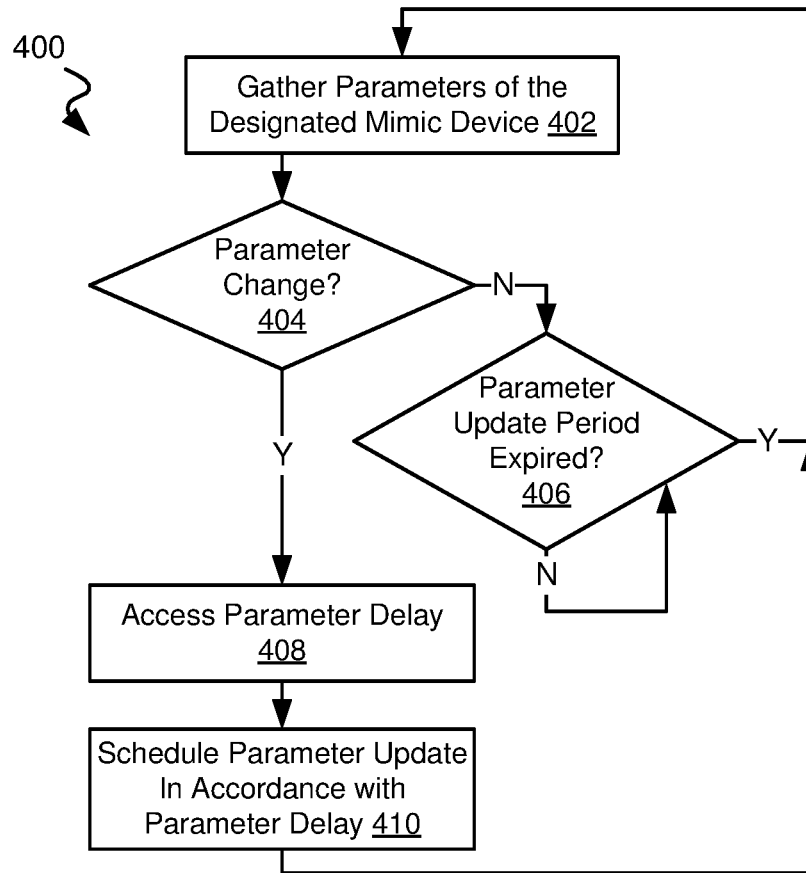 400
Gather Parameters of the
Designated Mimic Device 402
Parameter
Change?
404
N
Parameter
Update Period
Expired?
406
Y
N
Y
Access Parameter Delay
408
Schedule Parameter Update
In Accordance with
Parameter Delay 410